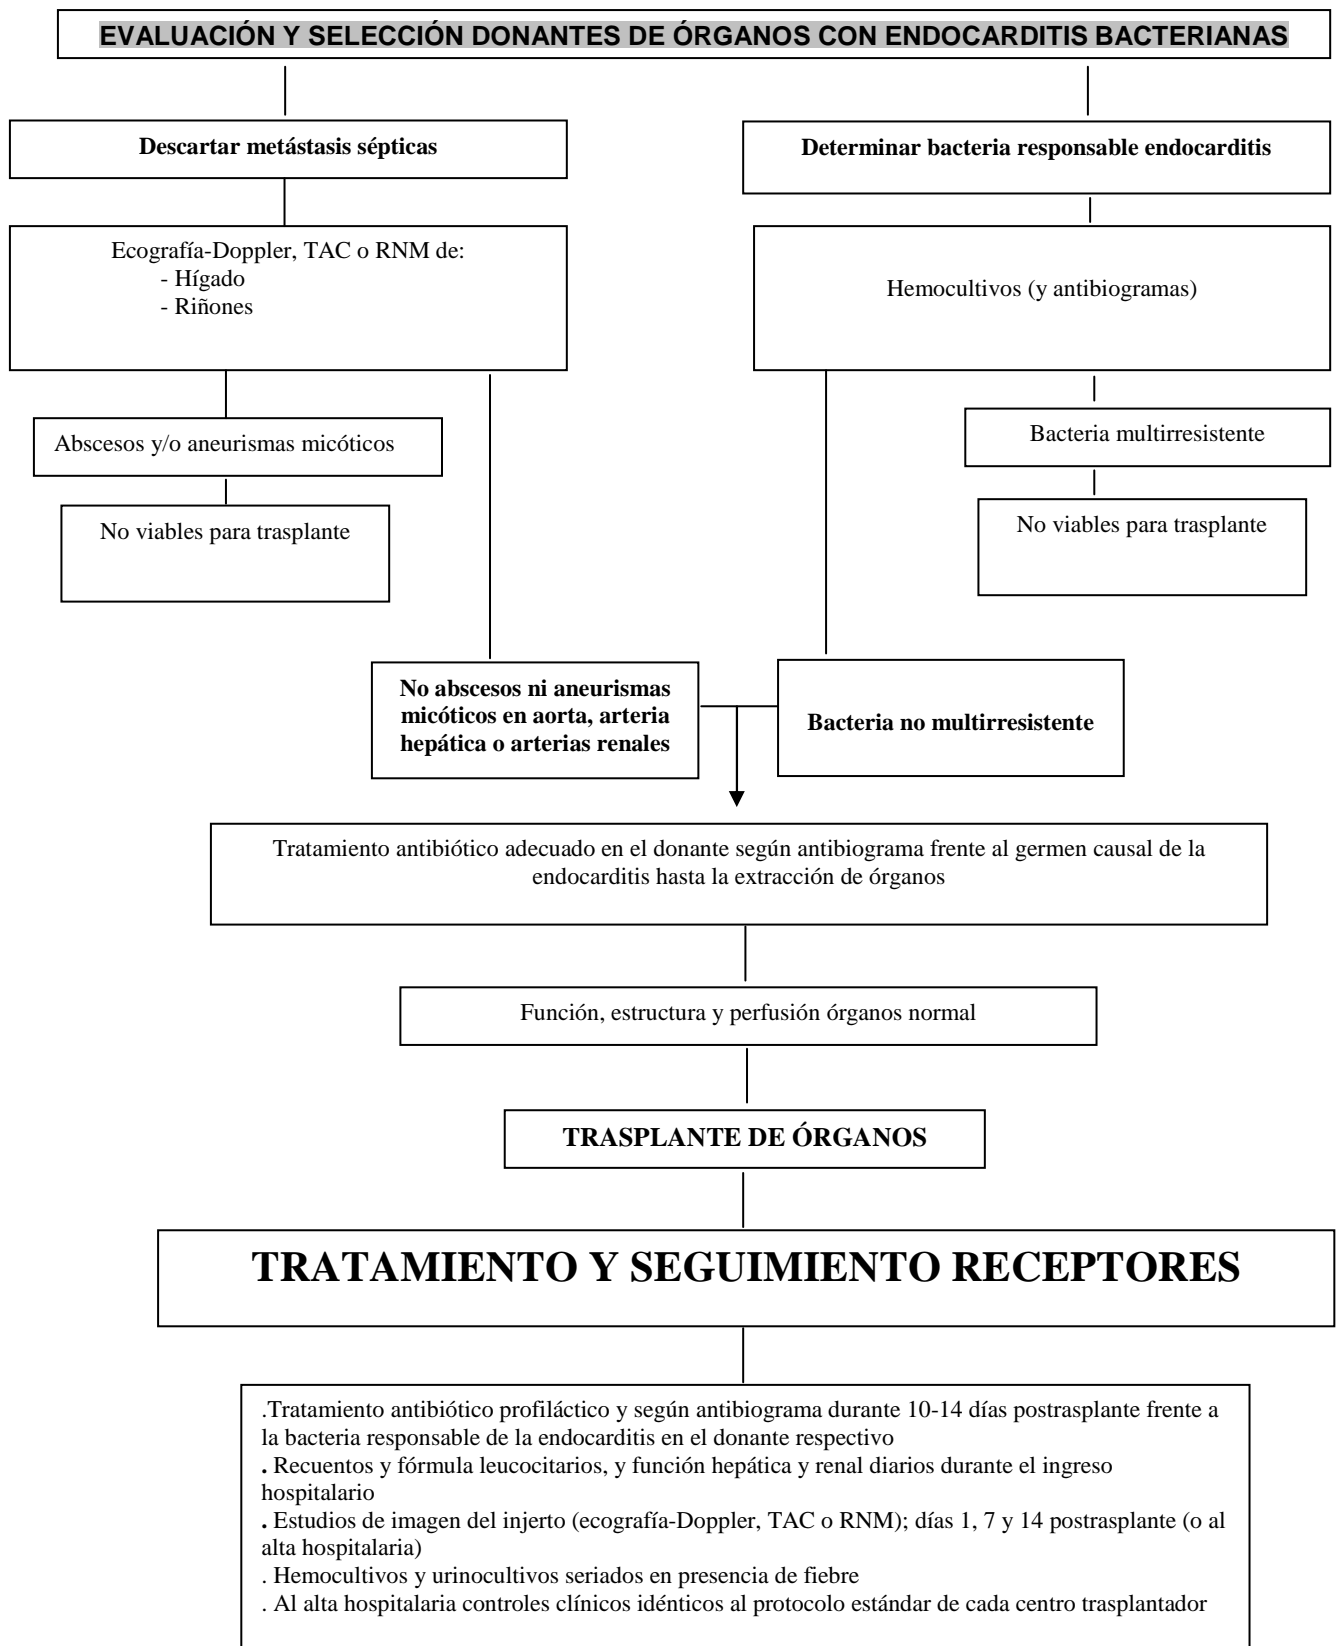 EVALUACIÓN Y SELECCIÓN DONANTES DE ÓRGANOS CON ENDOCARDITIS BACTERIANAS
Descartar metástasis sépticas
Determinar bacteria responsable endocarditis
Ecografía-Doppler, TAC o RNM de:
- Hígado
- Riñones
Hemocultivos (y antibiogramas)
Abscesos y/o aneurismas micóticos
Bacteria multirresistente
No viables para trasplante
No viables para trasplante
No abscesos ni aneurismas
micóticos en aorta, arteria
hepática o arterias renales
Bacteria no multirresistente
Tratamiento antibiótico adecuado en el donante según antibiograma frente al germen causal de la
endocarditis hasta la extracción de órganos
Función, estructura y perfusión órganos normal
TRASPLANTE DE ÓRGANOS
TRATAMIENTO Y SEGUIMIENTO RECEPTORES
.Tratamiento antibiótico profiláctico y según antibiograma durante 10-14 días postrasplante frente a
la bacteria responsable de la endocarditis en el donante respectivo
. Recuentos y fórmula leucocitarios, y función hepática y renal diarios durante el ingreso
hospitalario
. Estudios de imagen del injerto (ecografía-Doppler, TAC o RNM); días 1, 7 y 14 postrasplante (o al
alta hospitalaria)
. Hemocultivos y urinocultivos seriados en presencia de fiebre
. Al alta hospitalaria controles clínicos idénticos al protocolo estándar de cada centro trasplantador